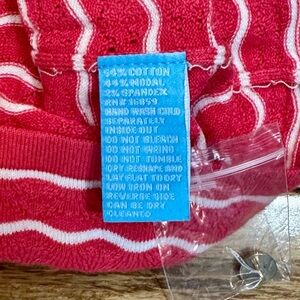 54% COTTON
44% MODAL
2% SPANDEX
RN# 16859
HAND WASH COLD
SEPARATELY
INSIDE OUT
DO NOT BLEACH
DO NOT WRING
DO NOT TUMBLE
DRY RESHAPE AND
LAY FLAT TO DRY
LOW IRON ON
REVERSE SIDE
CAN BE DRY
CLEANED